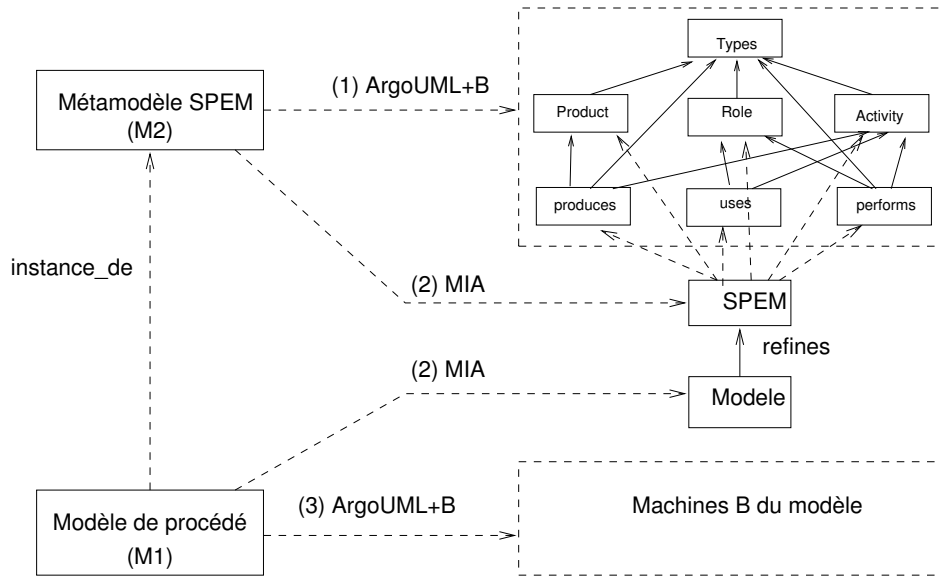 Types
(1) ArgoUML+B
Métamodèle SPEM
(M2)
Product
Role
Activity
produces
uses
performs
instance_de
(2) MIA
SPEM
refines
(2) MIA
Modele
(3) ArgoUML+B
Machines B du modèle
Modèle de procédé
(M1)